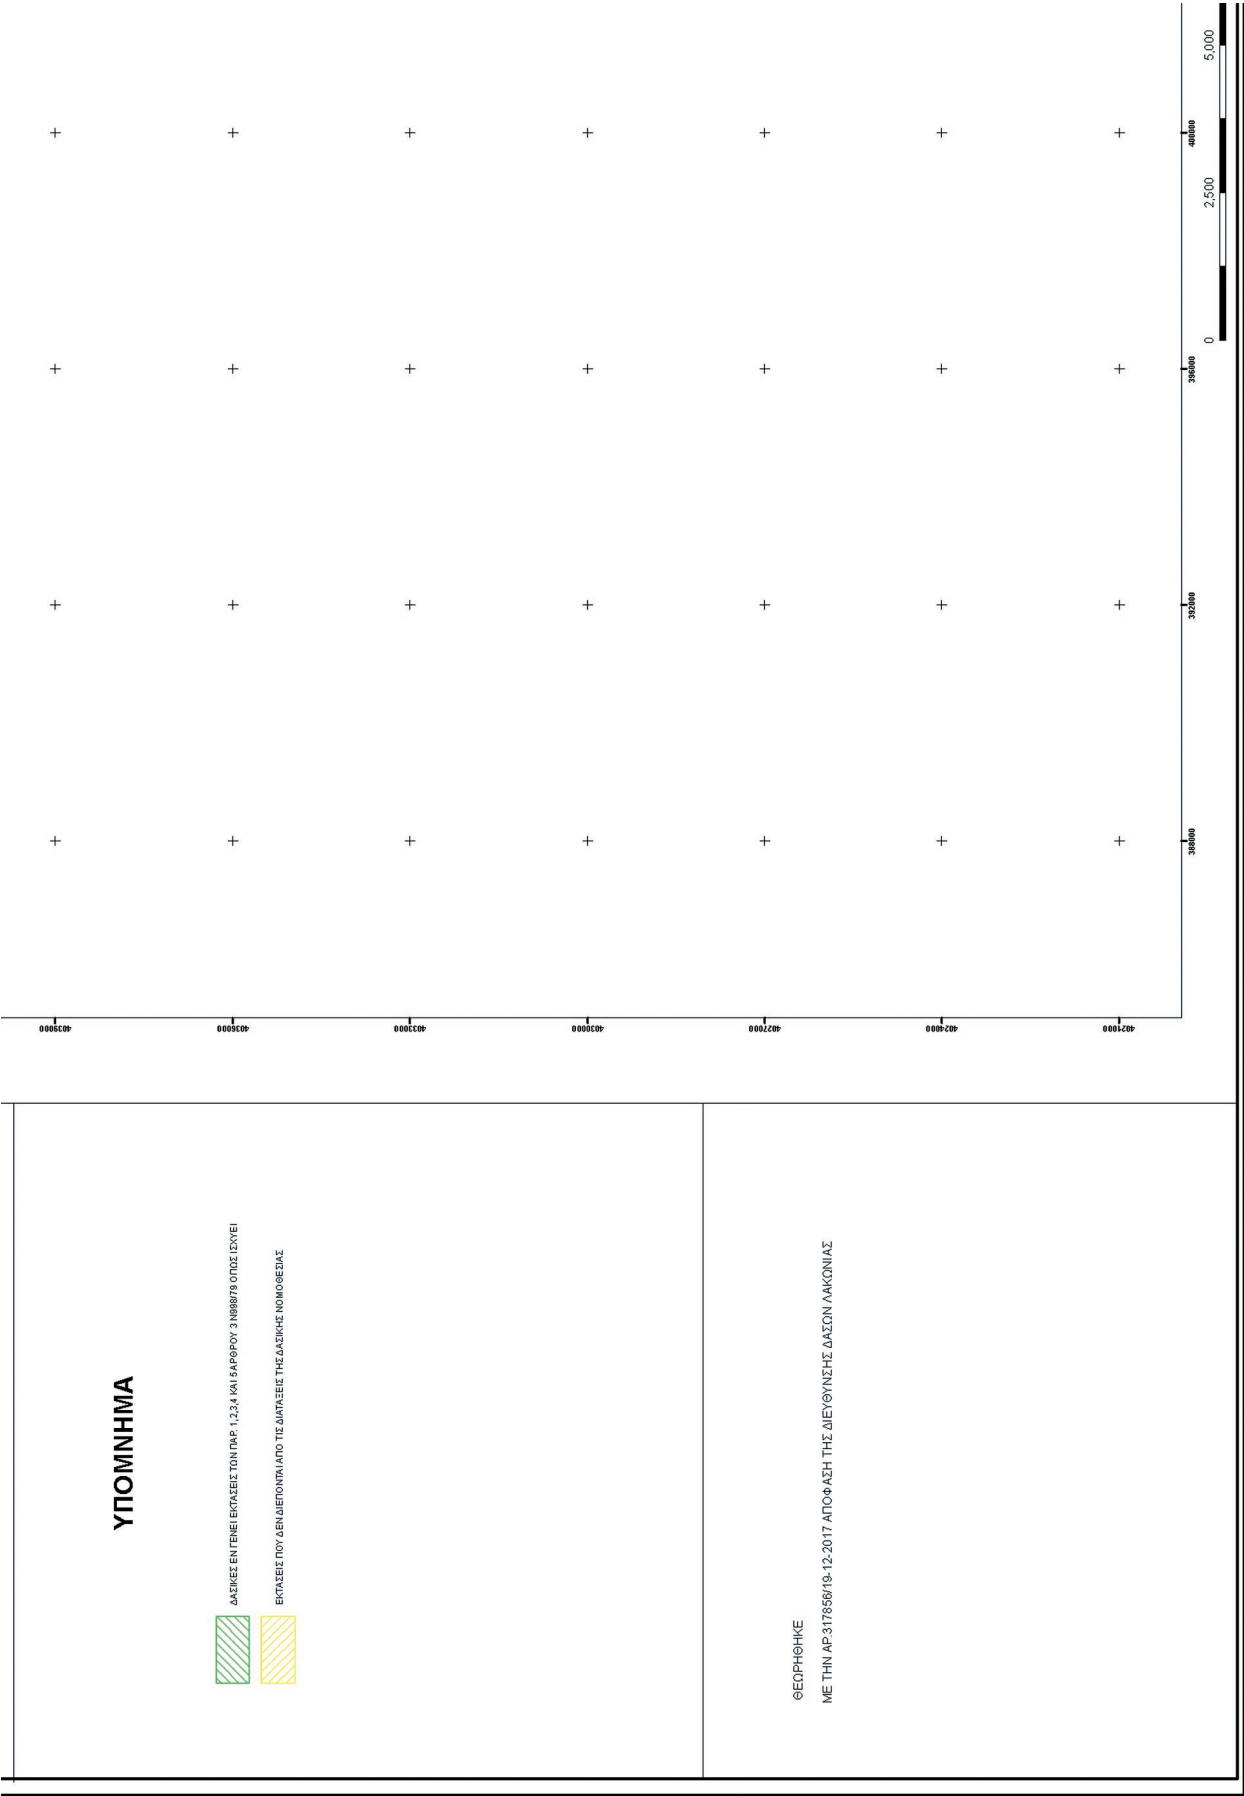 ΥΠΟΜΝΗΜΑ
ΔΑΣΙΚΕΣ ΕΝ ΓΕΝΕΙ ΕΚΤΑΣΕΙΣ ΤΩΝ ΠΑΡ. 1,2,3,4 ΚΑΙ 5 ΑΡΘΡΟΥ 3 Ν998/79 ΟΠΩΣ ΙΣΧΥΕΙ
ΕΚΤΑΣΕΙΣ ΠΟΥ ΔΕΝ ΔΙΕΠΟΝΤΑΙ ΑΠΟ ΤΙΣ ΔΙΑΤΑΞΕΙΣ ΤΗΣ ΔΑΣΙΚΗΣ ΝΟΜΟΘΕΣΙΑΣ
ΘΕΩΡΗΘΗΚΕ
ΜΕ ΤΗΝ ΑΡ.317856/19-12-2017 ΑΠΟΦΑΣΗ ΤΗΣ ΔΙΕΥΘΥΝΣΗΣ ΔΑΣΩΝ ΛΑΚΩΝΙΑΣ
4039000
4036000
4033000
4030000
4027000
4024000
4021000
388000
392000
396000
400000
0
2,500
5,000